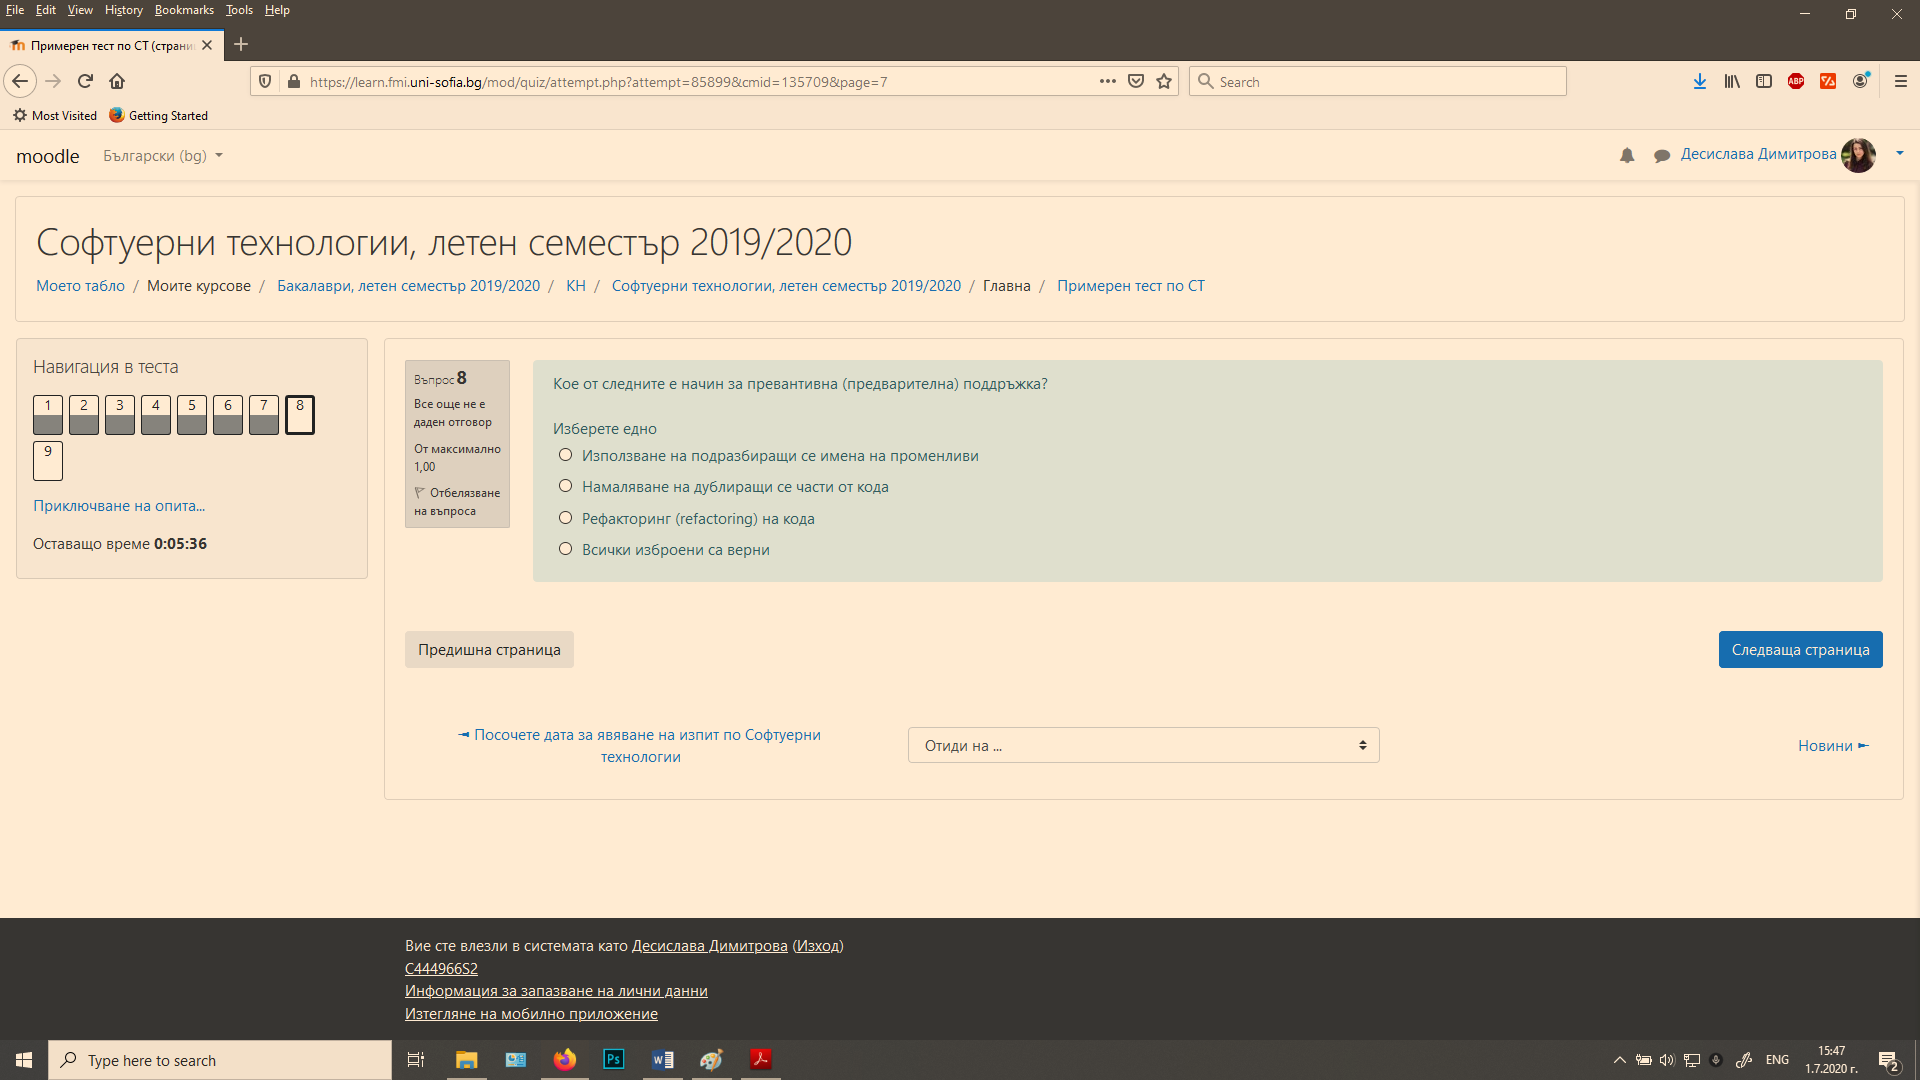 File Edit View History Bookmarks Tools Help
Примерен тест по СТ (страни
https://learn.fmi.uni-sofia.bg/mod/quiz/attempt.php?attempt=85899&cmid=135709&page=7
Search
ABP
Most Visited Getting Started
moodle Български (bg)
Десислава Димитрова
Софтуерни технологии, летен семестър 2019/2020
Моето табло / Моите курсове / Бакалаври, летен семестър 2019/2020 / КН / Софтуерни технологии, летен семестър 2019/2020 / Главна / Примерен тест по СТ
Навигация в теста
1 2 3 4 5 6 7 8
9
Приключване на опита...
Оставащо време 0:05:36
Въпрос 8
Все още не е
даден отговор
От максимално
1,00
Отбелязване
на въпроса
Кое от следните е начин за превантивна (предварителна) поддръжка?
Изберете едно
Използване на подразбиращи се имена на променливи
Намаляване на дублиращи се части от кода
Рефакторинг (refactoring) на кода
Всички изброени са верни
Предишна страница
Следваща страница
◄ Посочете дата за явяване на изпит по Софтуерни
технологии
Отиди на ...
Новини ►
Вие сте влезли в системата като Десислава Димитрова (Изход)
C444966S2
Информация за запазване на лични данни
Изтегляне на мобилно приложение
Type here to search
Ps
W
ENG
15:47
1.7.2020 г.
2